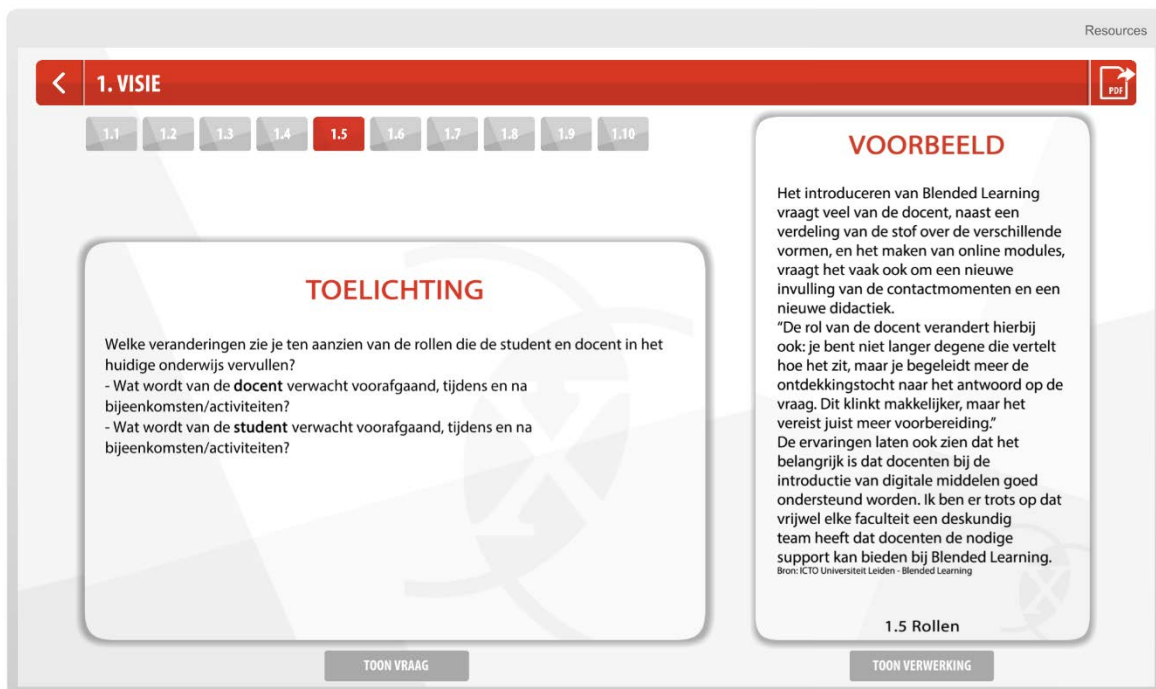 Resources
1. VISIE
PDF
1.1 1.2 1.3 1.4 1.5 1.6 1.7 1.8 1.9 1.10
TOELICHTING
Welke veranderingen zie je ten aanzien van de rollen die de student en docent in het
huidige onderwijs vervullen?
- Wat wordt van de docent verwacht voorafgaand, tijdens en na
bijeenkomsten/activiteiten?
- Wat wordt van de student verwacht voorafgaand, tijdens en na
bijeenkomsten/activiteiten?
TOON VRAAG
VOORBEELD
Het introduceren van Blended Learning
vraagt veel van de docent, naast een
verdeling van de stof over de verschillende
vormen, en het maken van online modules,
vraagt het vaak ook om een nieuwe
invulling van de contactmomenten en een
nieuwe didactiek.
“De rol van de docent verandert hierbij
ook: je bent niet langer degene die vertelt
hoe het zit, maar je begeleidt meer de
ontdekkingstocht naar het antwoord op de
vraag. Dit klinkt makkelijker, maar het
vereist juist meer voorbereiding.”
De ervaringen laten ook zien dat het
belangrijk is dat docenten bij de
introductie van digitale middelen goed
ondersteund worden. Ik ben er trots op dat
vrijwel elke faculteit een deskundig
team heeft dat docenten de nodige
support kan bieden bij Blended Learning.
Bron: ICTO Universiteit Leiden - Blended Learning
1.5 Rollen
TOON VERWERKING